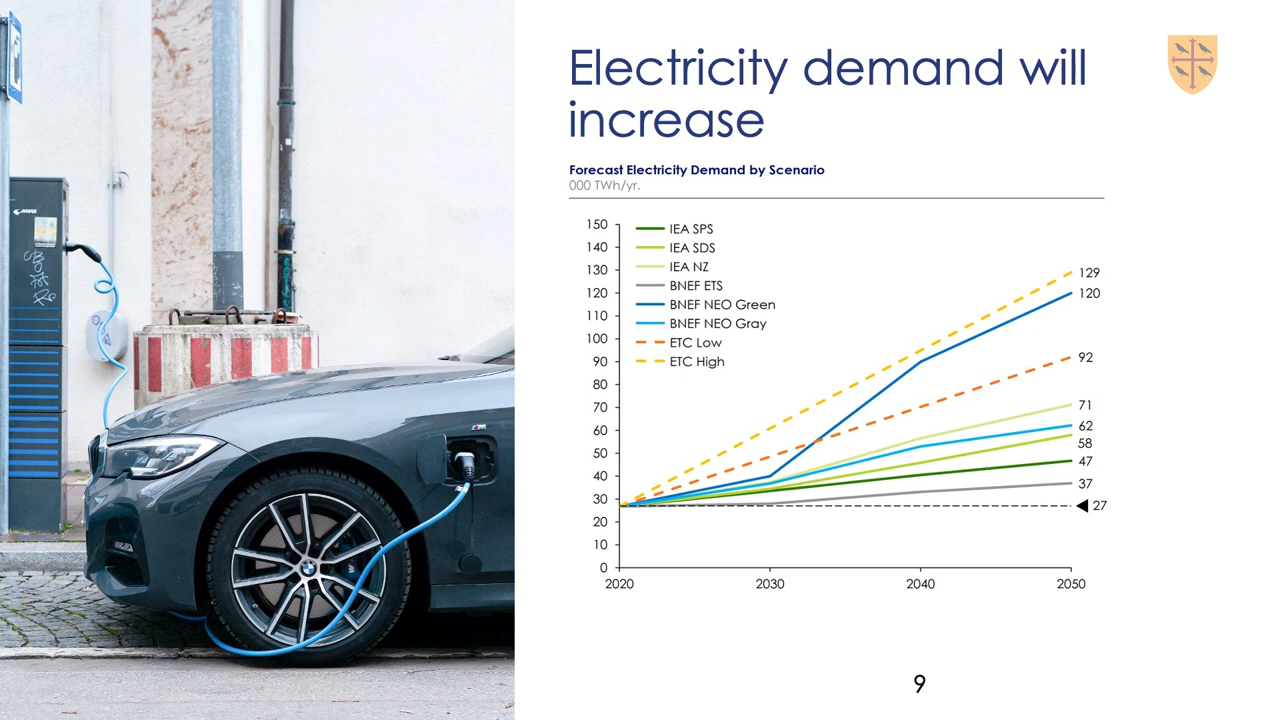 Electricity demand will
increase
Forecast Electricity Demand by Scenario
000 TWh/yr.
150
140
130
120
110
100
90
80
70
60
50
40
30
20
10
0
IEA SPS
IEA SDS
IEA NZ
BNEF ETS
BNEF NEO Green
BNEF NEO Gray
ETC Low
ETC High
129
120
92
71
62
58
47
37
27
2020
2030
2040
2050
9